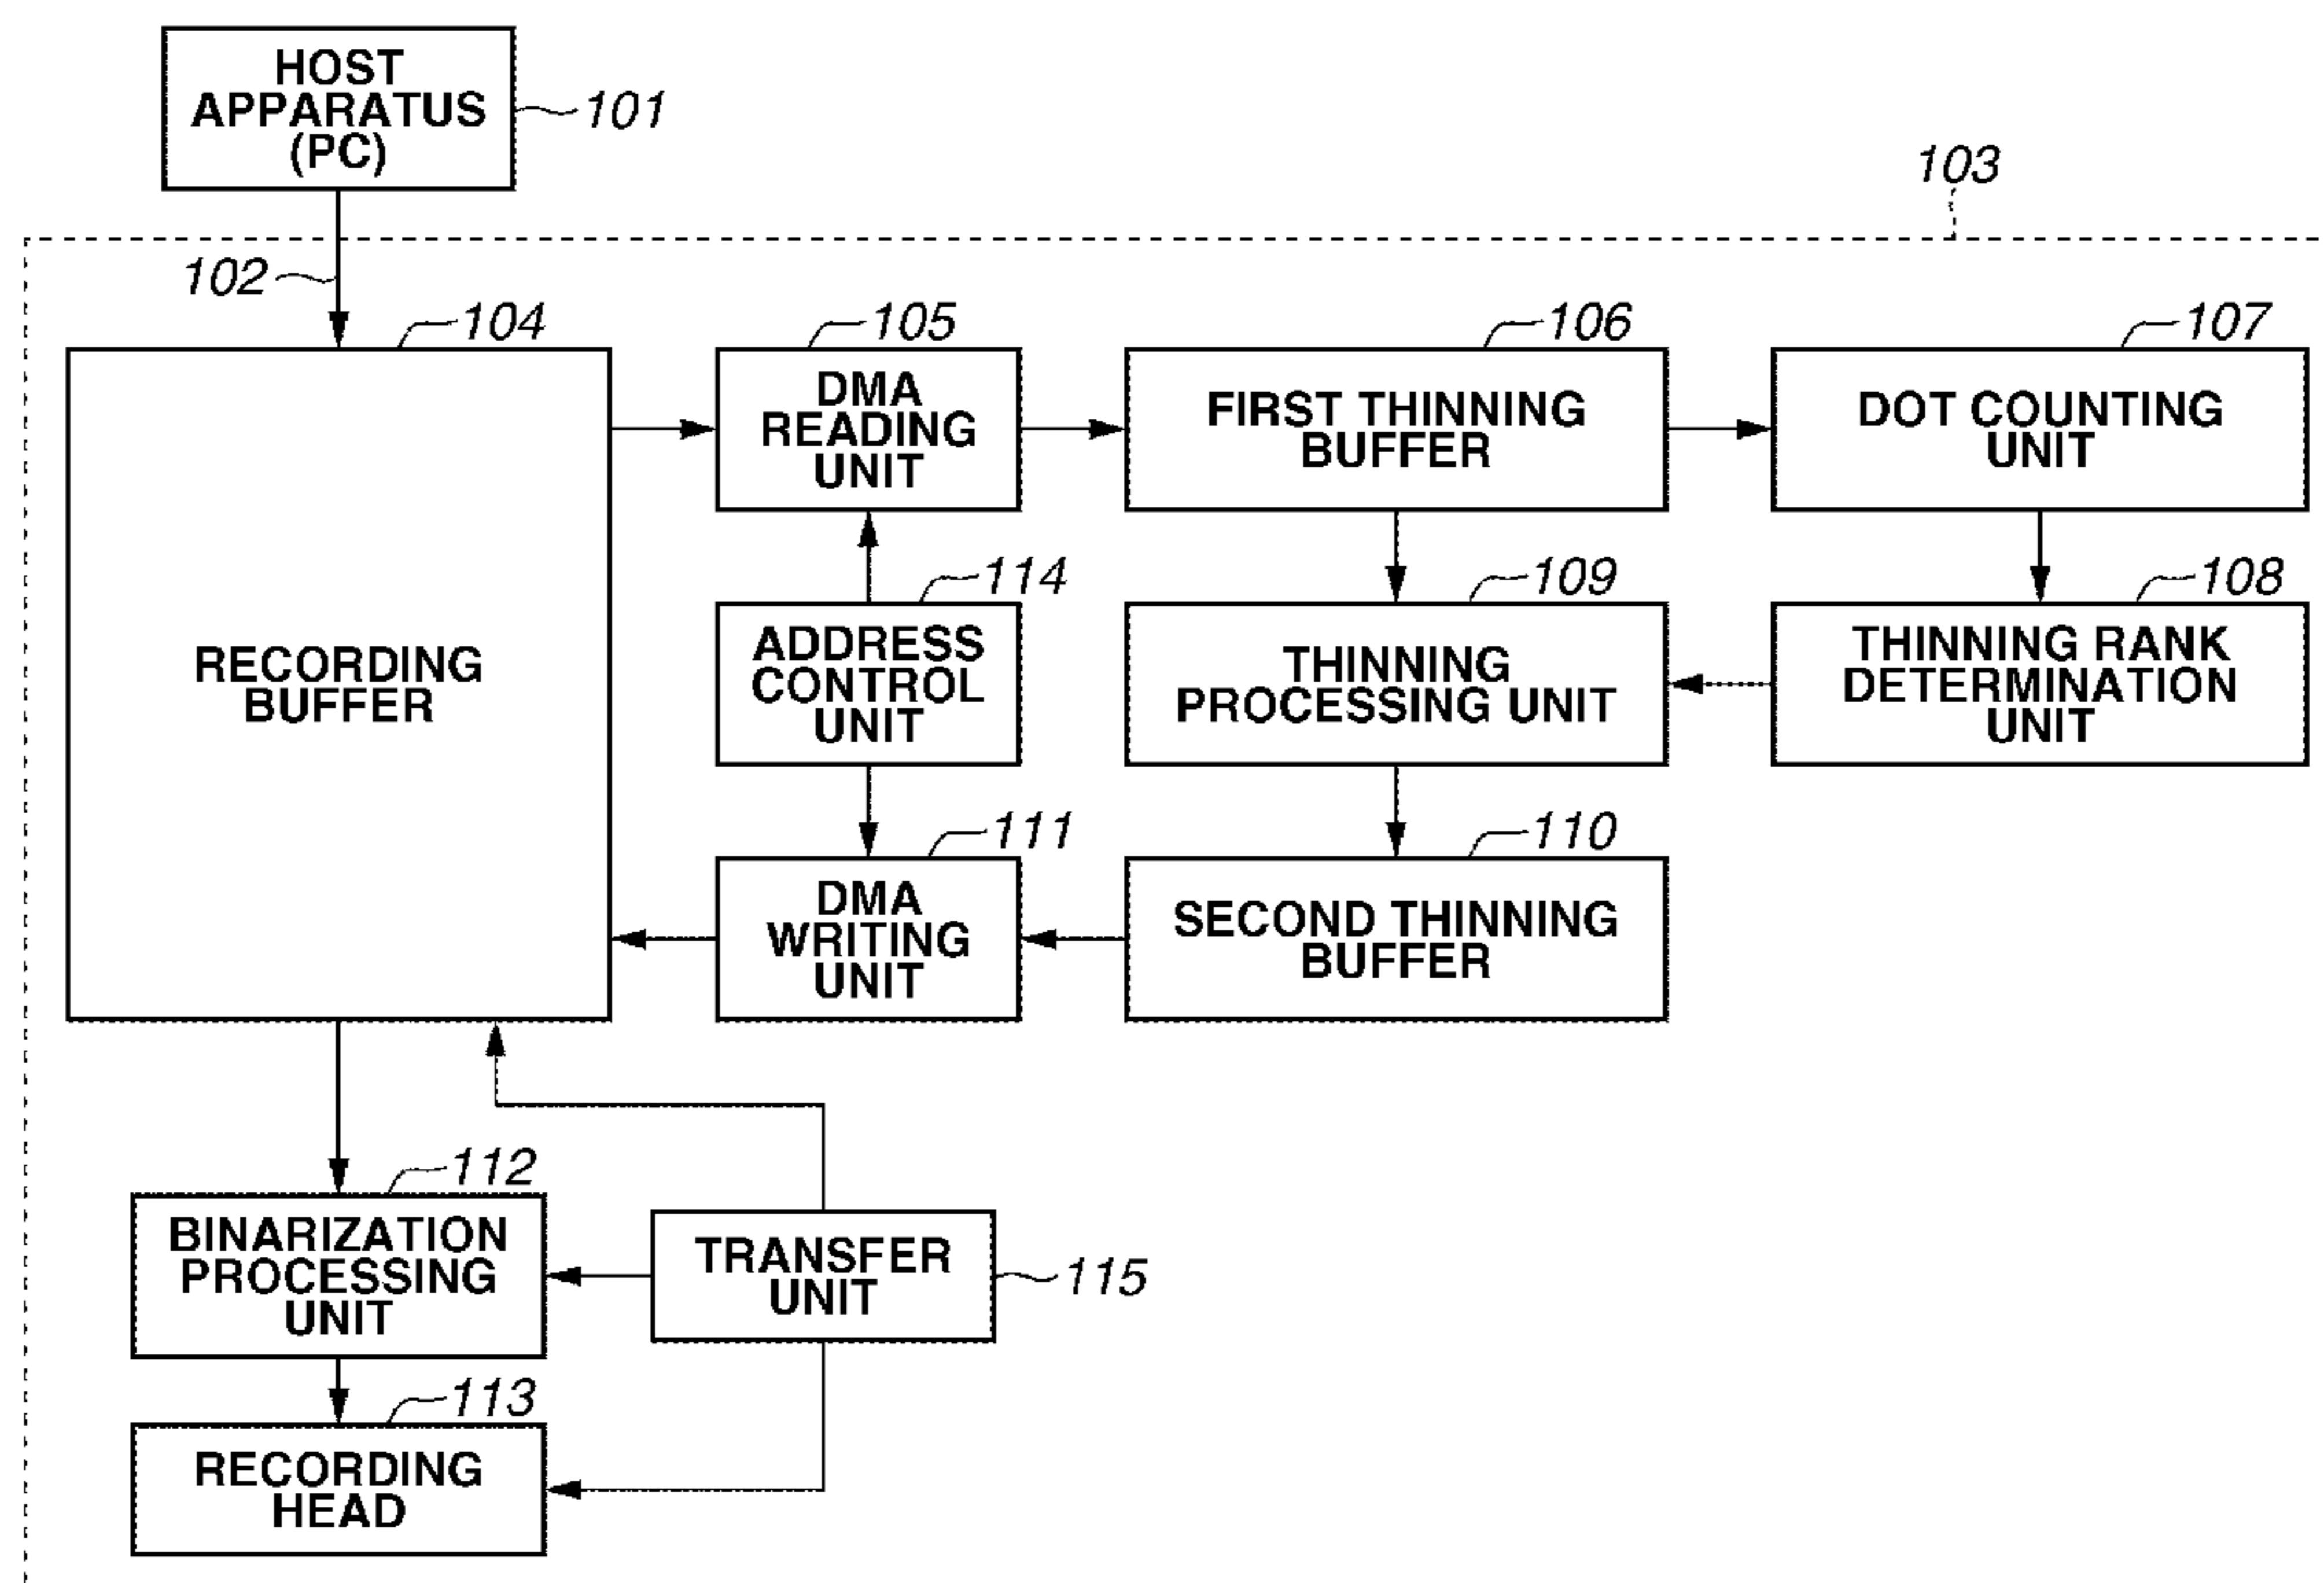 HOST
APPARATUS
(PC)
101
103
102
104
105
106
107
DMA
READING
UNIT
FIRST THINNING
BUFFER
DOT COUNTING
UNIT
114
109
108
RECORDING
BUFFER
ADDRESS
CONTROL
UNIT
THINNING
PROCESSING UNIT
THINNING RANK
DETERMINATION
UNIT
111
110
DMA
WRITING
UNIT
SECOND THINNING
BUFFER
112
BINARIZATION
PROCESSING
UNIT
TRANSFER
UNIT
115
113
RECORDING
HEAD